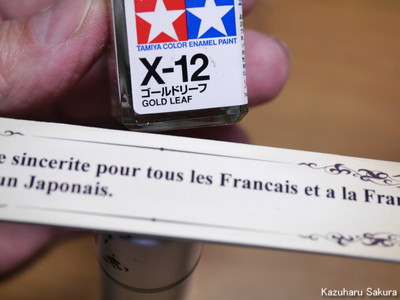 TAMIYA COLOR ENAMEL PAINT
X-12
ゴールドリーフ
GOLD LEAF
e sincerite pour tous les Francais et a la Fran
un Japonais.
Kazuharu Sakura